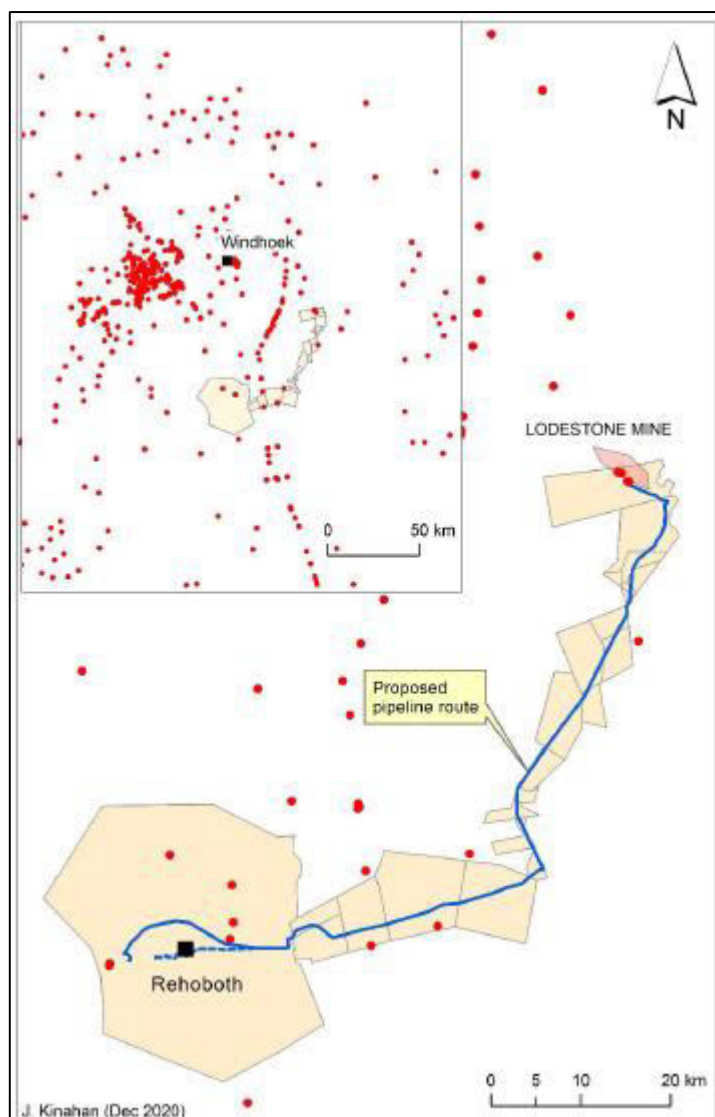 N
Windhoek
0 50 km
LODESTONE MINE
Proposed
pipeline route
Rehoboth
0 5 10 20 km
J. Kinahan (Dec 2020)